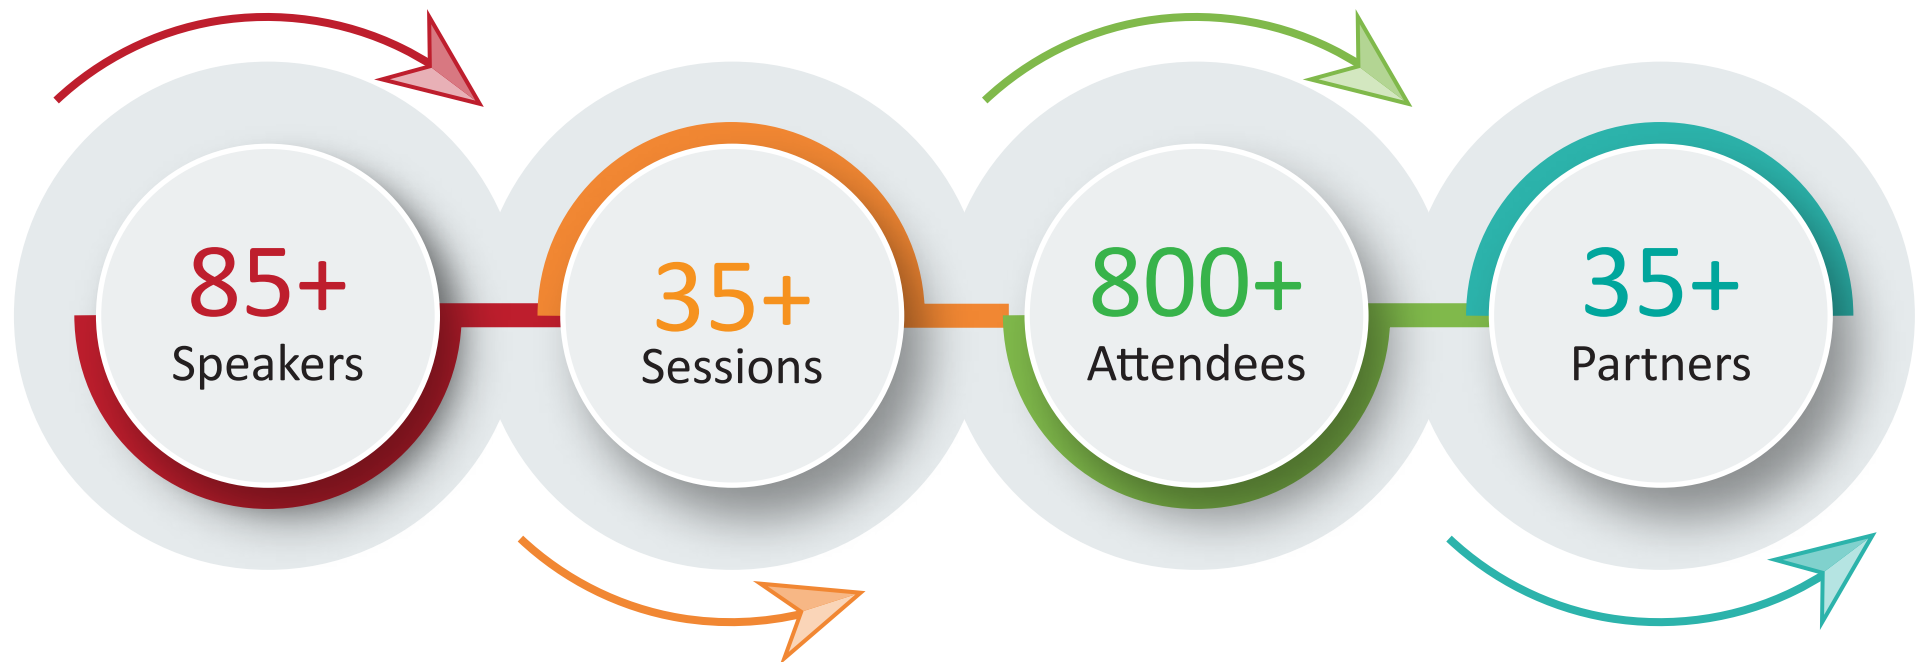 85+
Speakers
35+
Sessions
800+
Attendees
35+
Partners